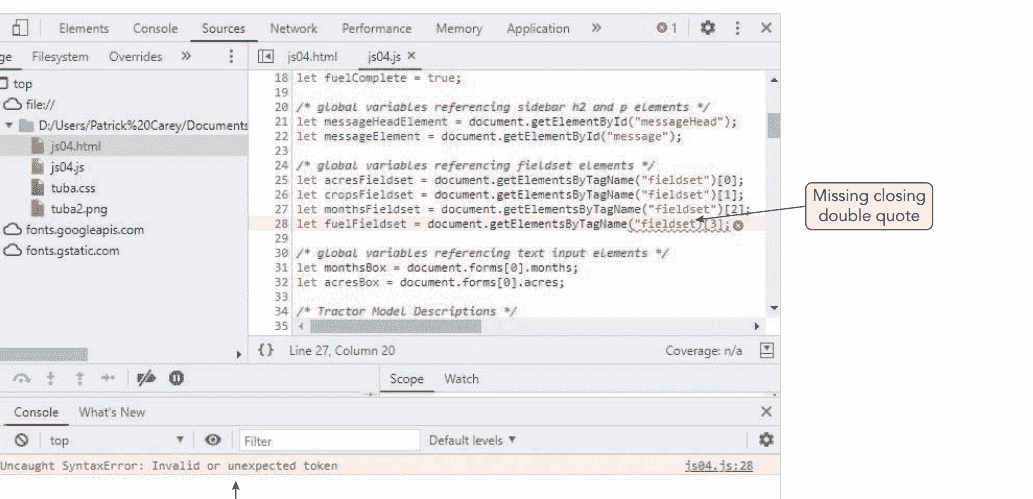 Elements Console Sources Network Performance Memory Application » 1
ge Filesystem Overrides » js04.html js04.js
top
file://
D:/Users/Patrick%20Carey/Documents
js04.html
js04.js
tuba.css
tuba2.png
fonts.googleapis.com
fonts.gstatic.com
18 let fuelComplete = true;
19
20 /* global variables referencing sidebar h2 and p elements */
21 let messageHeadElement = document.getElementById("messageHead");
22 let messageElement = document.getElementById("message");
23
24 /* global variables referencing fieldset elements */
25 let acresFieldset = document.getElementsByTagName("fieldset")[0];
26 let cropsFieldset = document.getElementsByTagName("fieldset")[1];
27 let monthsFieldset = document.getElementsByTagName("fieldset")[2];
28 let fuelFieldset = document.getElementsByTagName("fieldset)[3];
29
30 /* global variables referencing text input elements */
31 let monthsBox = document.forms[0].months;
32 let acresBox = document.forms[0].acres;
33
34 /* Tractor Model Descriptions */
35
Missing closing
double quote
{} Line 27, Column 20 Coverage: n/a
Scope Watch
Console What's New
top Filter Default levels
Uncaught SyntaxError: Invalid or unexpected token js04.js:28